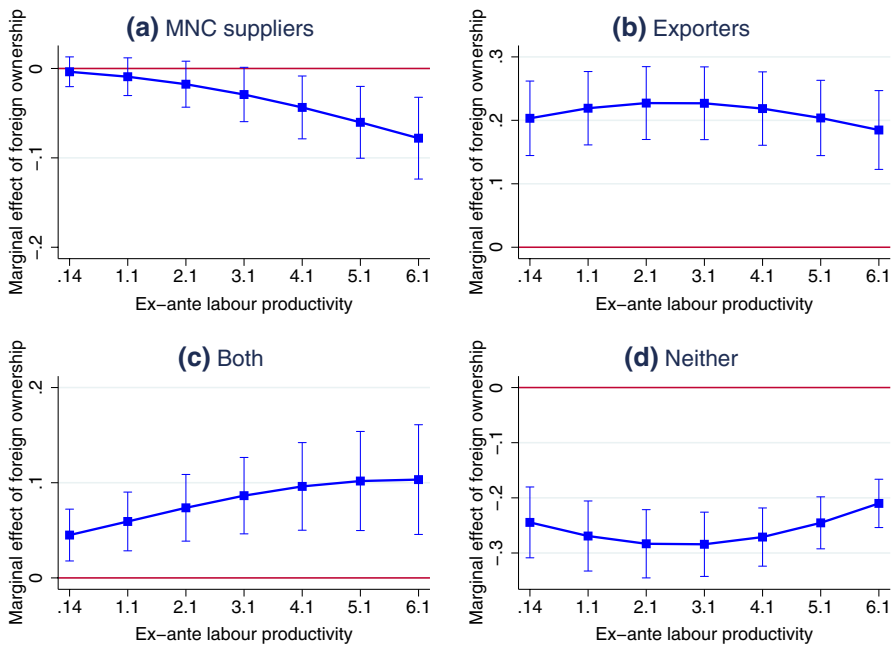 (a) MNC suppliers
Marginal effect of foreign ownership
0
-.1
-.2
.14 1.1 2.1 3.1 4.1 5.1 6.1
Ex-ante labour productivity
(b) Exporters
Marginal effect of foreign ownership
.3
.2
.1
0
.14 1.1 2.1 3.1 4.1 5.1 6.1
Ex-ante labour productivity
(c) Both
Marginal effect of foreign ownership
.2
.1
0
.14 1.1 2.1 3.1 4.1 5.1 6.1
Ex-ante labour productivity
(d) Neither
Marginal effect of foreign ownership
0
-.1
-.2
-.3
.14 1.1 2.1 3.1 4.1 5.1 6.1
Ex-ante labour productivity